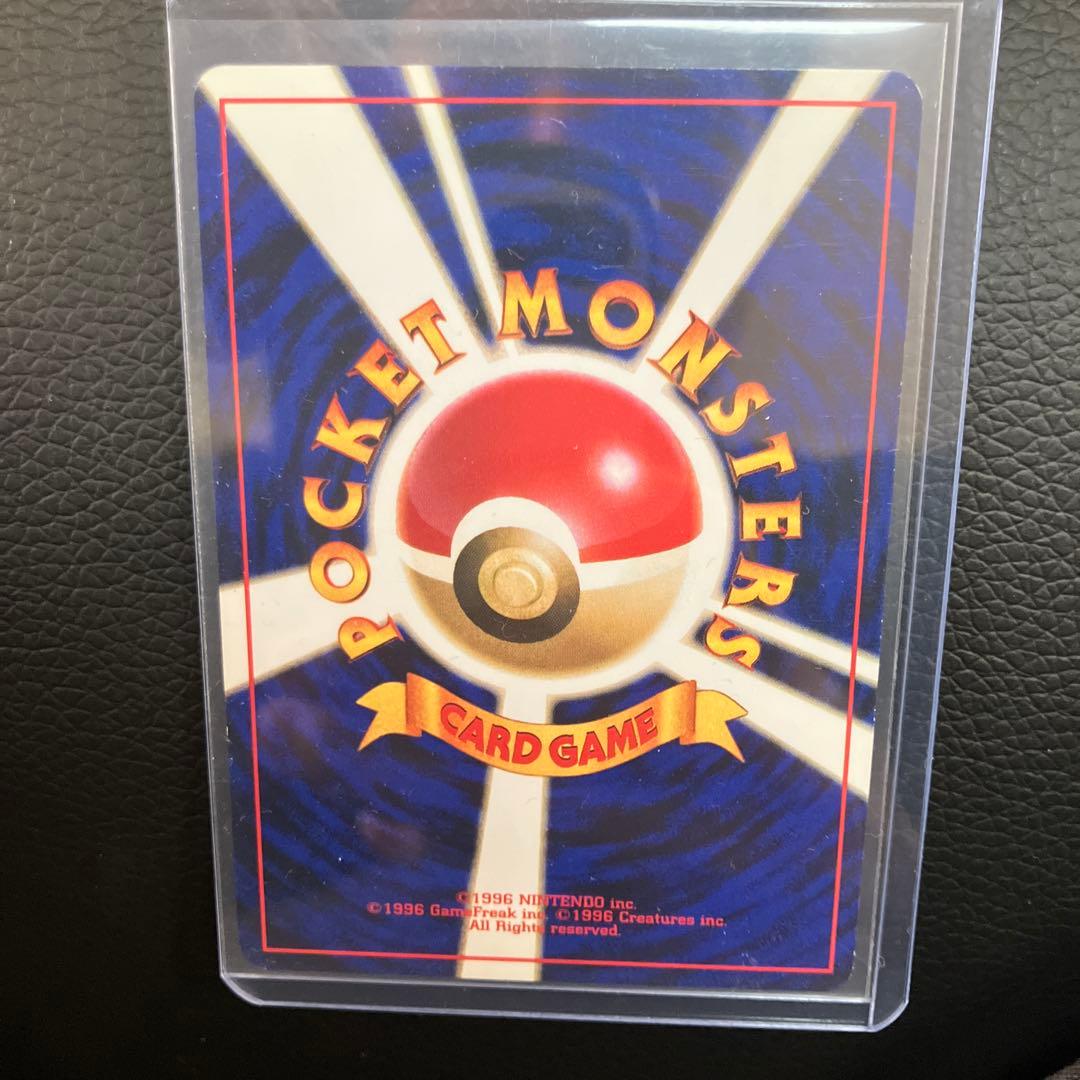 POCKET MONSTERS
CARD GAME
©1996 NINTENDO inc.
©1996 GameFreak inc. ©1996 Creatures inc.
All Rights reserved.